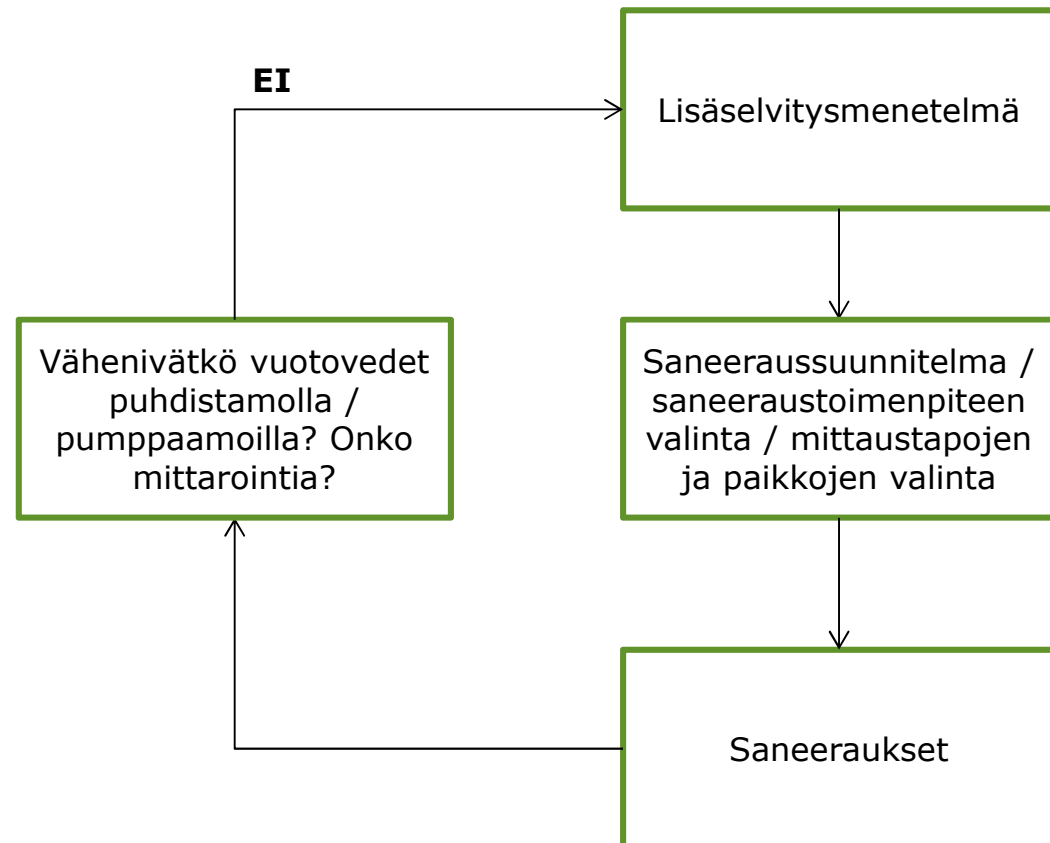 EI
Lisäselvitysmenetelmä
Vähenivätkö vuotovedet
puhdistamolla /
pumppaamoilla? Onko
mittarointia?
Saneeraussuunnitelma /
saneeraustoimenpiteen
valinta / mittaustapojen
ja paikkojen valinta
Saneeraukset